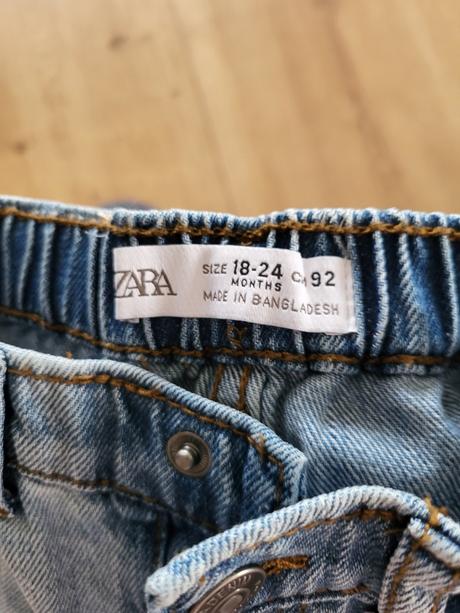 ZARA
SIZE 18-24 CM 92
MONTHS
MADE IN BANGLADESH